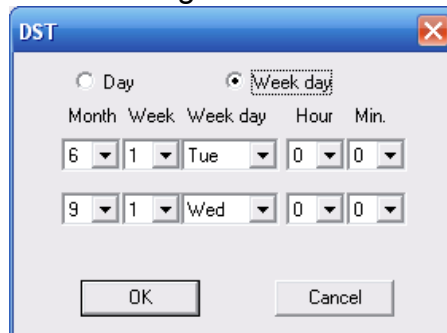 DST
Day Week day
Month Week Week day Hour Min.
6 1 Tue 0 0
9 1 Wed 0 0
OK Cancel